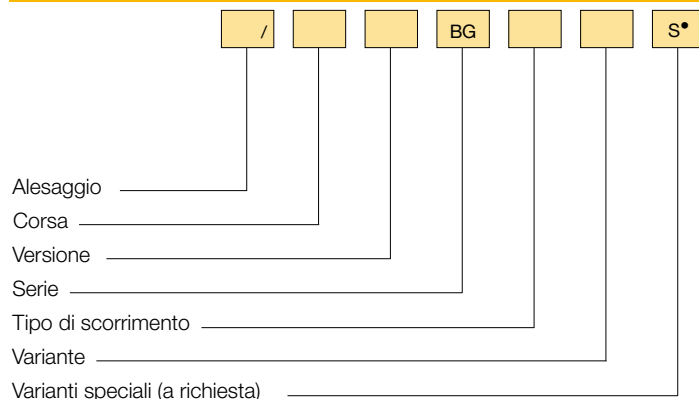 / BG S•
Alesaggio
Corsa
Versione
Serie
Tipo di scorrimento
Variante
Varianti speciali (a richiesta)